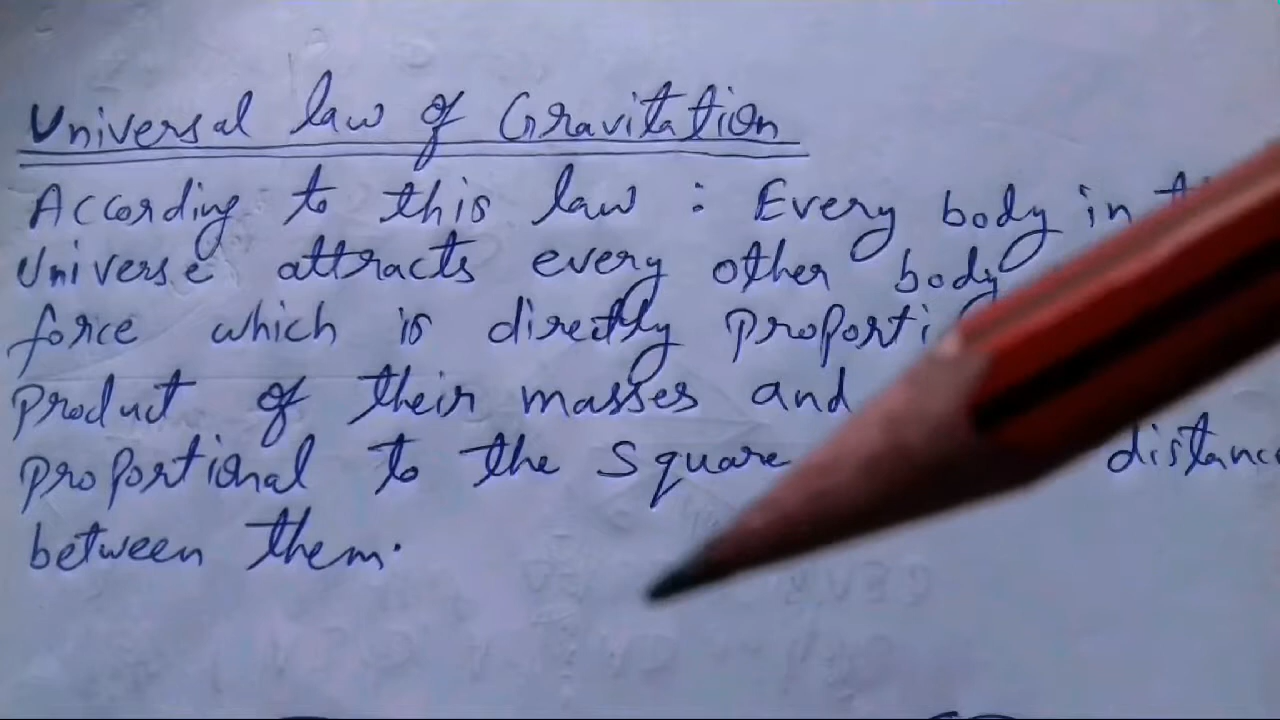 Universal law of Gravitation
According to this law : Every body in
Universe attracts every other body
force which is directly proporti
product of their masses and
proportional to the square distanc
between them.